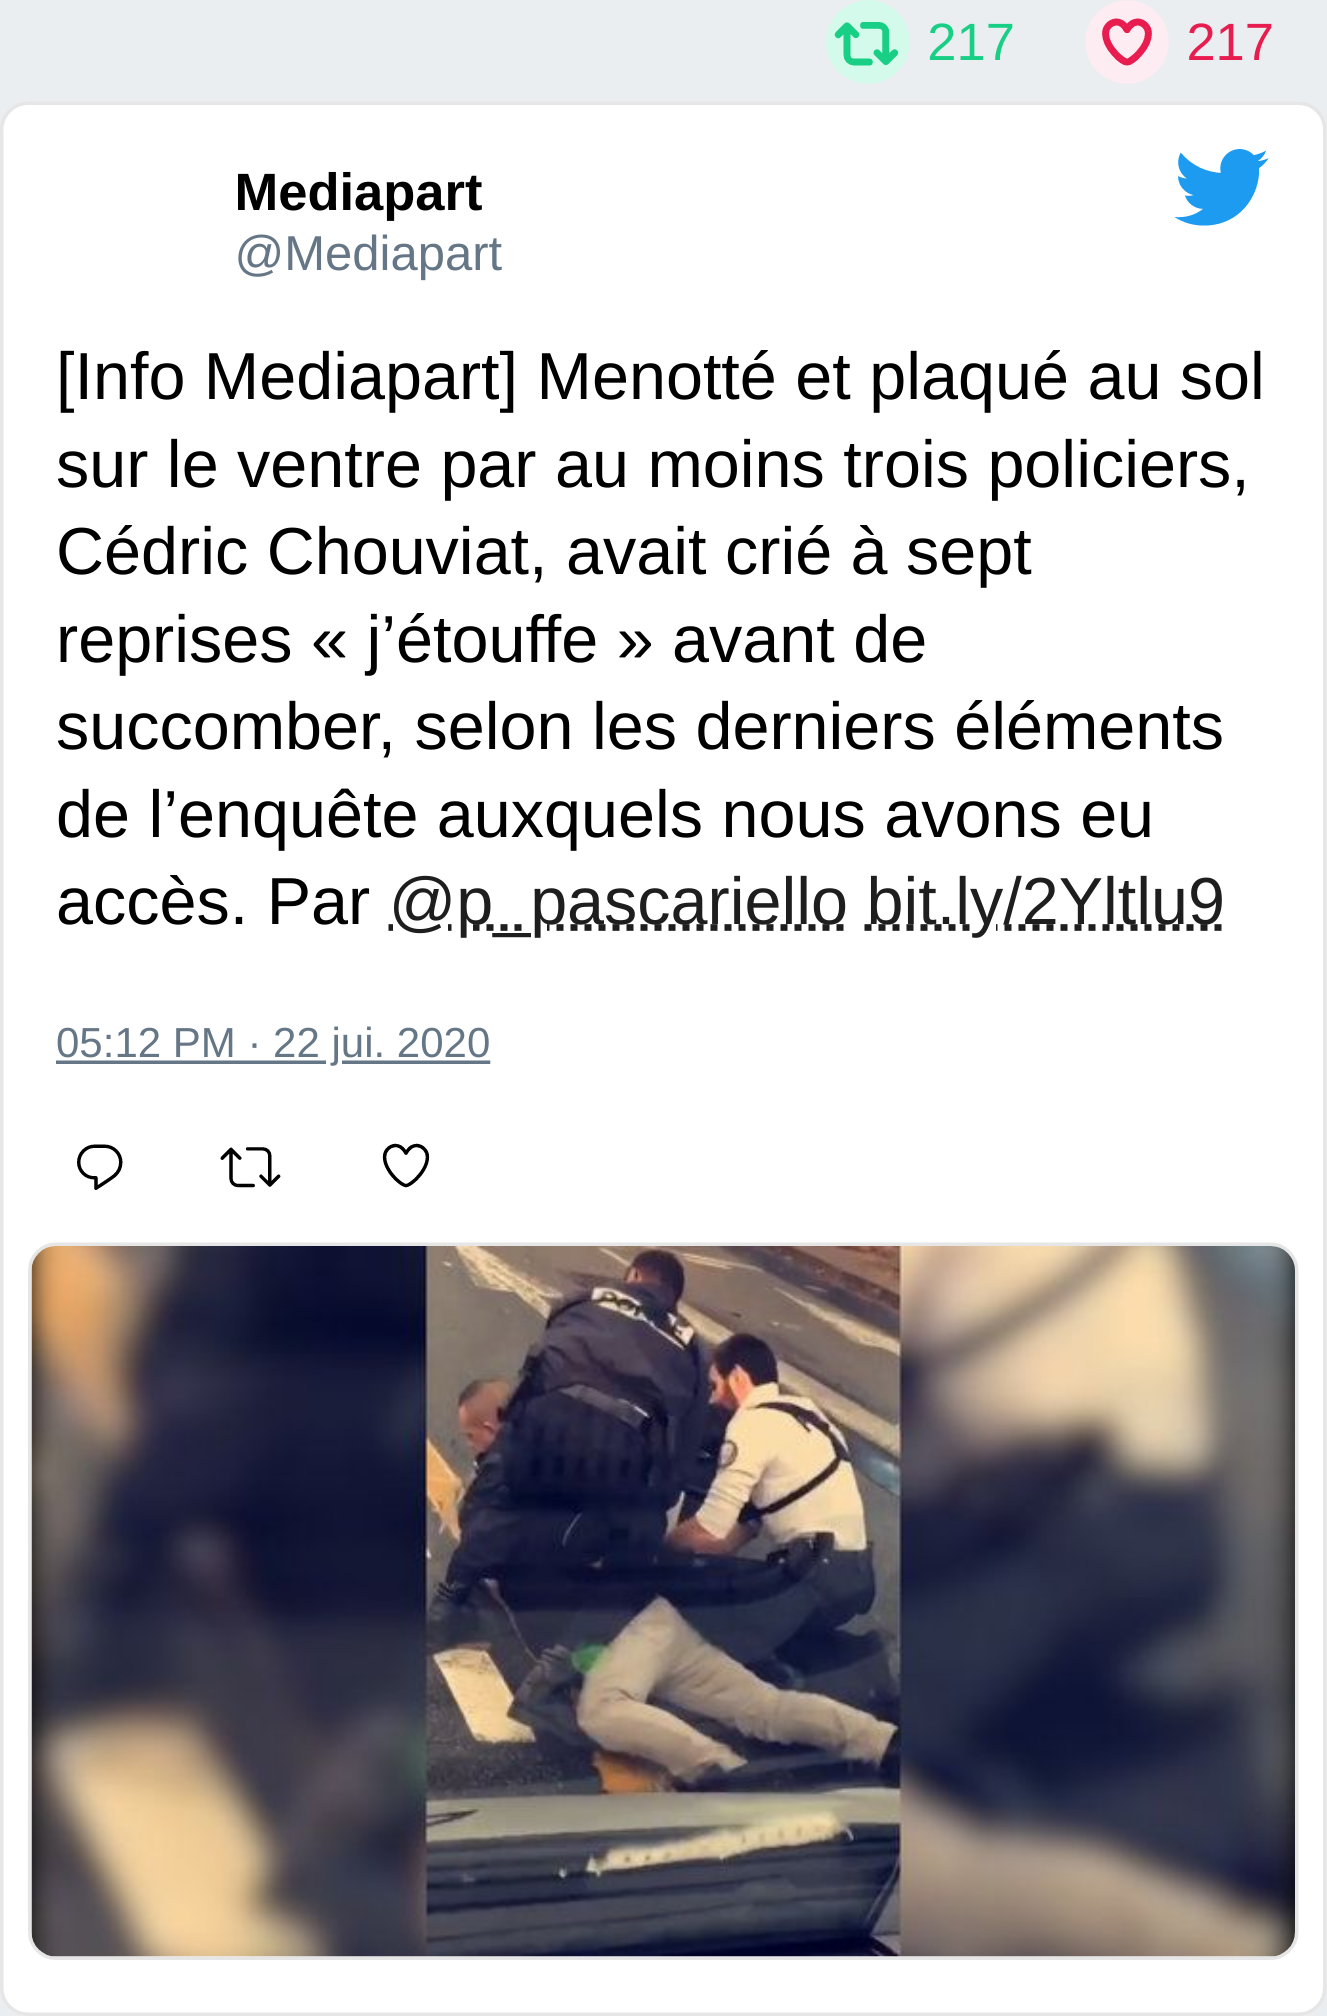 217 217
Mediapart
@Mediapart
[Info Mediapart] Menotté et plaqué au sol
sur le ventre par au moins trois policiers,
Cédric Chouviat, avait crié à sept
reprises « j’étouffe » avant de
succomber, selon les derniers éléments
de l’enquête auxquels nous avons eu
accès. Par @p_pascariello bit.ly/2Yltlu9
05:12 PM · 22 jui. 2020